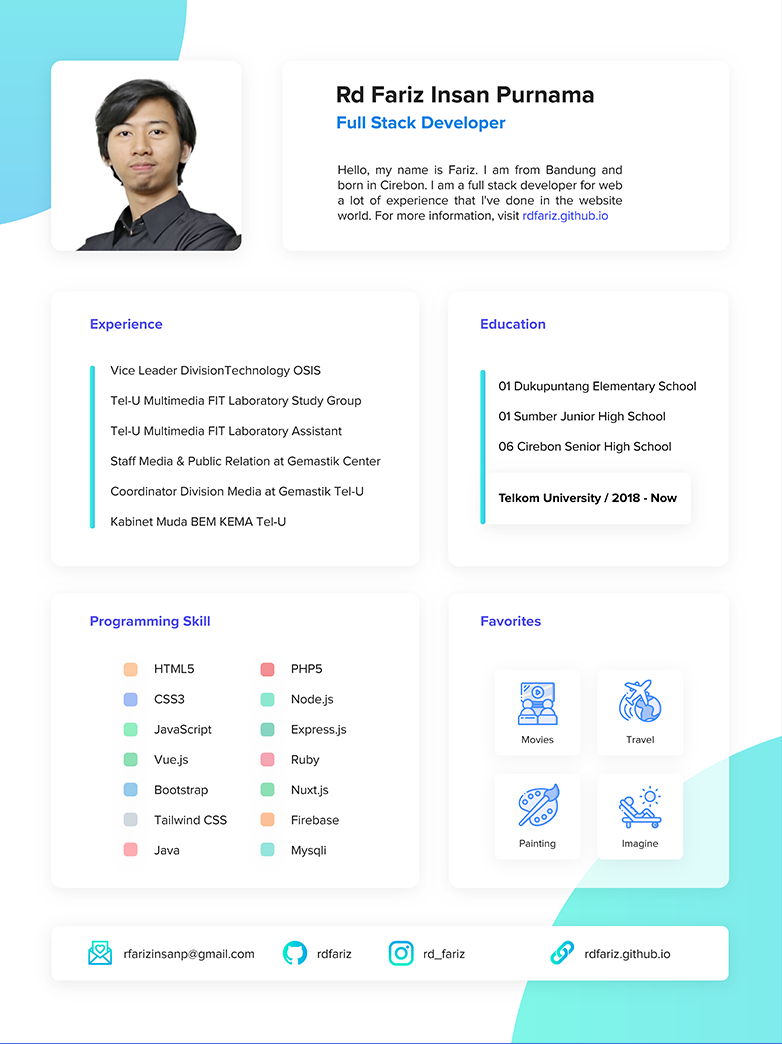 Rd Fariz Insan Purnama
Full Stack Developer
Hello, my name is Fariz. I am from Bandung and
born in Cirebon. I am a full stack developer for web
a lot of experience that I've done in the website
world. For more information, visit rdfariz.github.io
Experience
Vice Leader DivisionTechnology OSIS
Tel-U Multimedia FIT Laboratory Study Group
Tel-U Multimedia FIT Laboratory Assistant
Staff Media & Public Relation at Gemastik Center
Coordinator Division Media at Gemastik Tel-U
Kabinet Muda BEM KEMA Tel-U
Education
01 Dukupuntang Elementary School
01 Sumber Junior High School
06 Cirebon Senior High School
Telkom University / 2018 - Now
Programming Skill
HTML5
CSS3
JavaScript
Vue.js
Bootstrap
Tailwind CSS
Java
PHP5
Node.js
Express.js
Ruby
Nuxt.js
Firebase
Mysqli
Favorites
Movies
Travel
Painting
Imagine
rfarizinsanp@gmail.com
rdfariz
rd_fariz
rdfariz.github.io